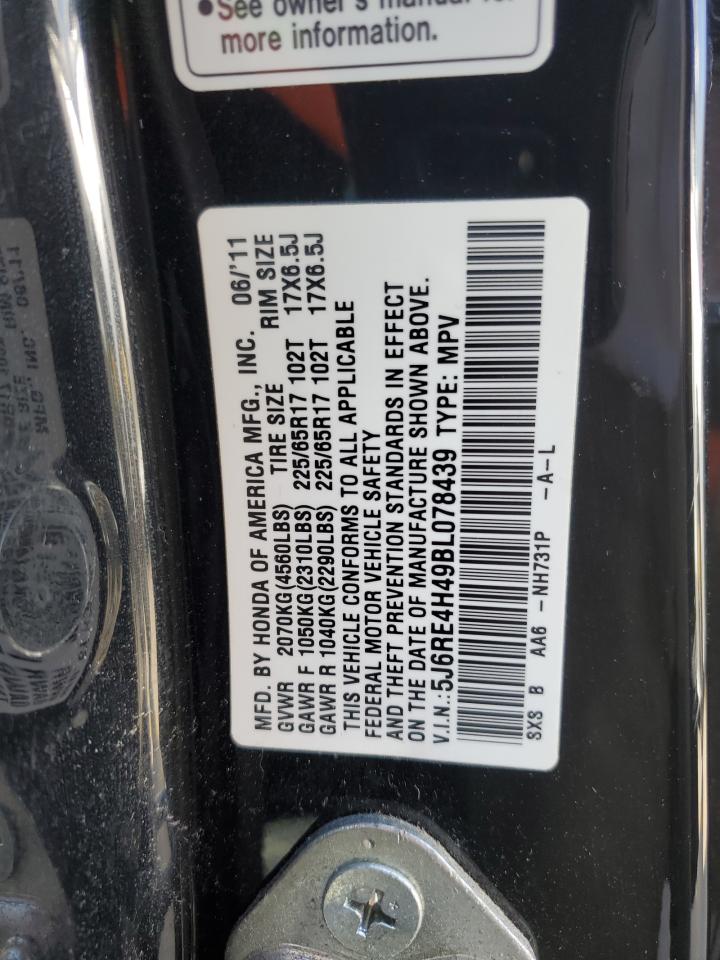 ●See owner's manual for
more information.
MFD. BY HONDA OF AMERICA MFG., INC. 06/'11
GVWR 2070KG(4560LBS) TIRE SIZE RIM SIZE
GAWR F 1050KG(2310LBS) 225/65R17 102T 17X6.5J
GAWR R 1040KG(2290LBS) 225/65R17 102T 17X6.5J
THIS VEHICLE CONFORMS TO ALL APPLICABLE
FEDERAL MOTOR VEHICLE SAFETY
AND THEFT PREVENTION STANDARDS IN EFFECT
ON THE DATE OF MANUFACTURE SHOWN ABOVE.
V.I.N.:5J6RE4H49BL078439 TYPE: MPV
SXS B AA6 -NH731P -A-L